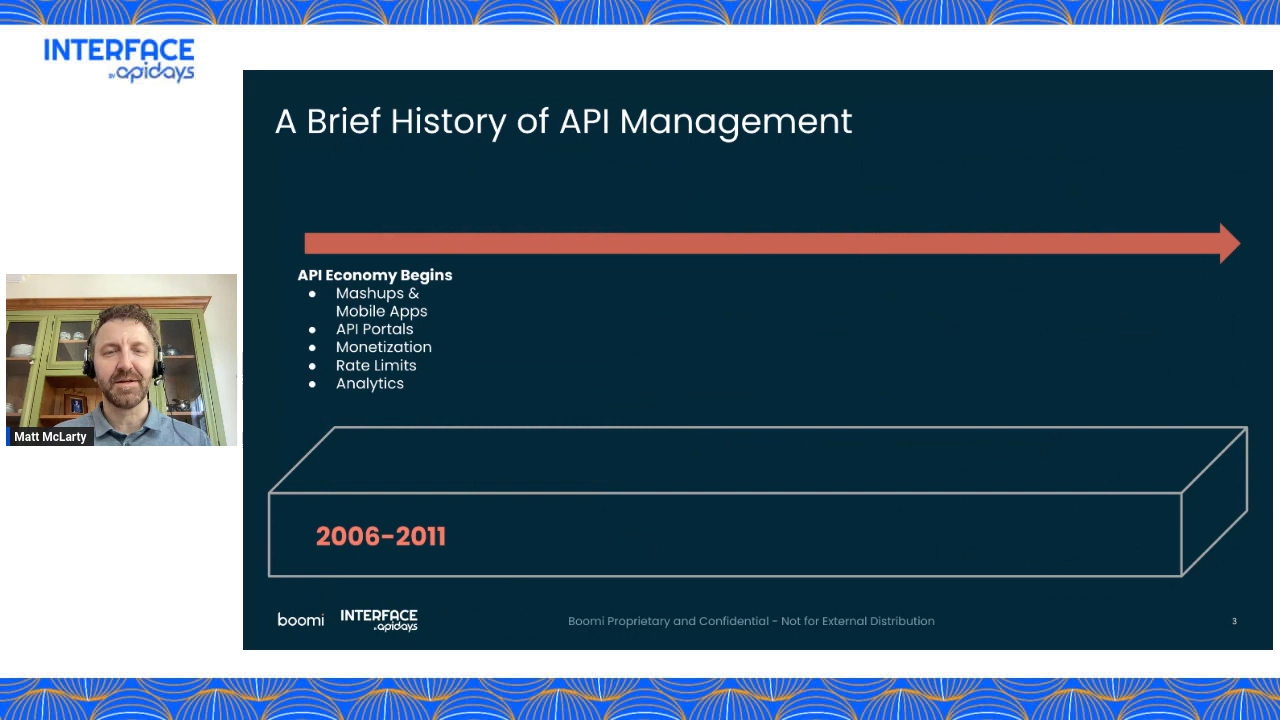 INTERFACE
BY apidays
A Brief History of API Management
API Economy Begins
● Mashups &
Mobile Apps
● API Portals
● Monetization
● Rate Limits
● Analytics
Matt McLarty
2006-2011
boomi
INTERFACE
BY apidays
Boomi Proprietary and Confidential - Not for External Distribution
3